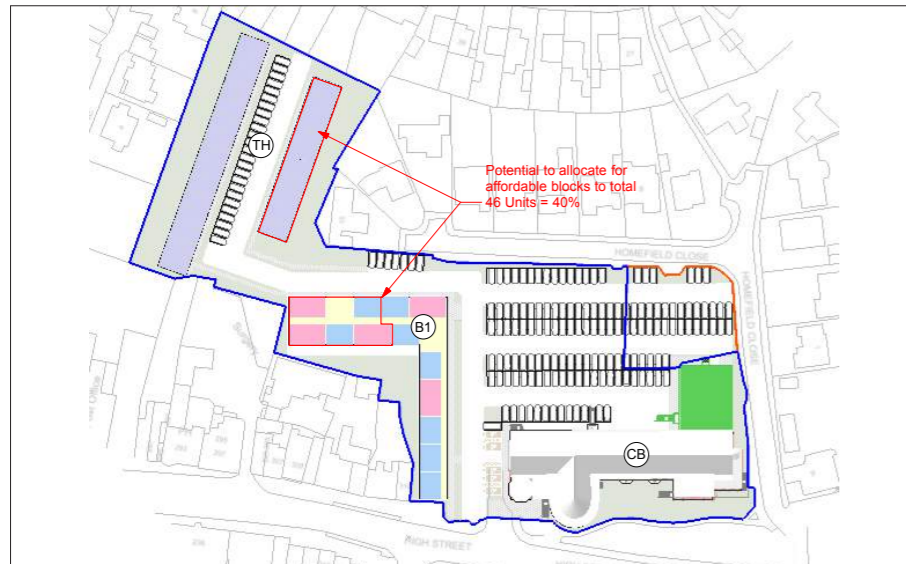 TH
Potential to allocate for
affordable blocks to total
46 Units = 40%
HOMEFIELD CLOSE
HOMEFIELD CLOSE
B1
Surgery
CB
HIGH STREET